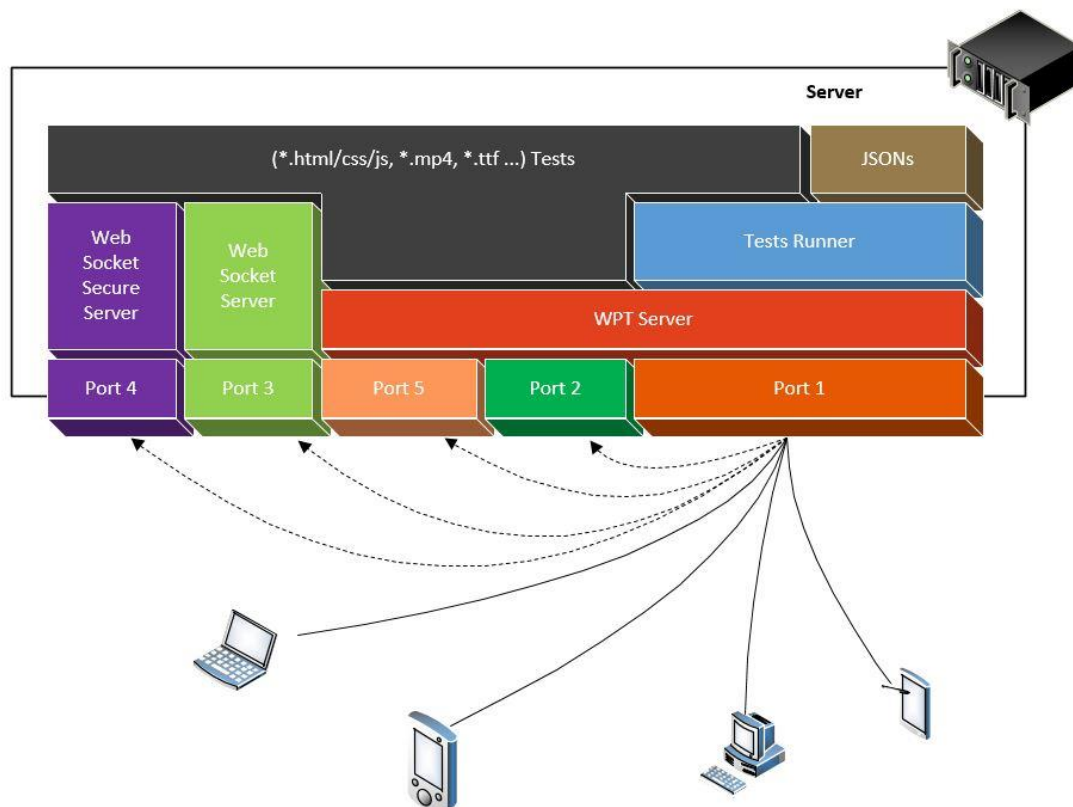 Server
(*.html/css/js, *.mp4, *.ttf ...) Tests
JSONs
Web
Socket
Secure
Server
Web
Socket
Server
Tests Runner
WPT Server
Port 4
Port 3
Port 5
Port 2
Port 1